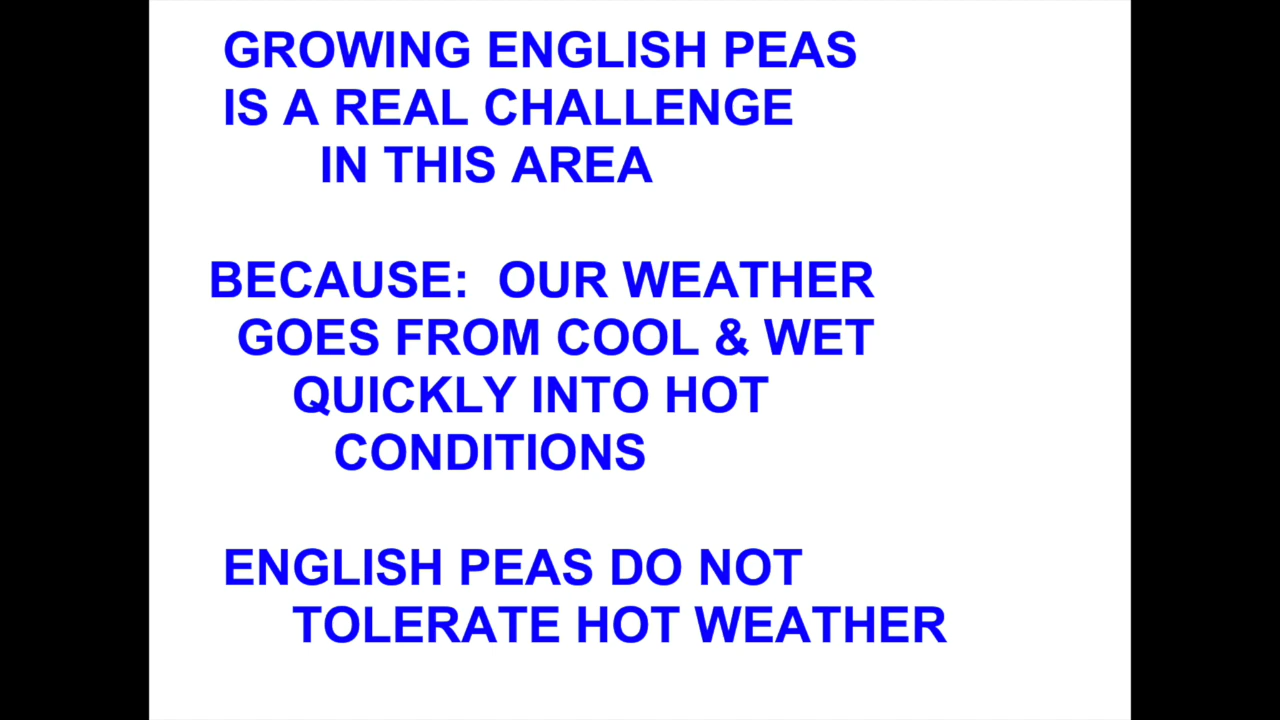 GROWING ENGLISH PEAS
IS A REAL CHALLENGE
IN THIS AREA
BECAUSE: OUR WEATHER
GOES FROM COOL & WET
QUICKLY INTO HOT
CONDITIONS
ENGLISH PEAS DO NOT
TOLERATE HOT WEATHER